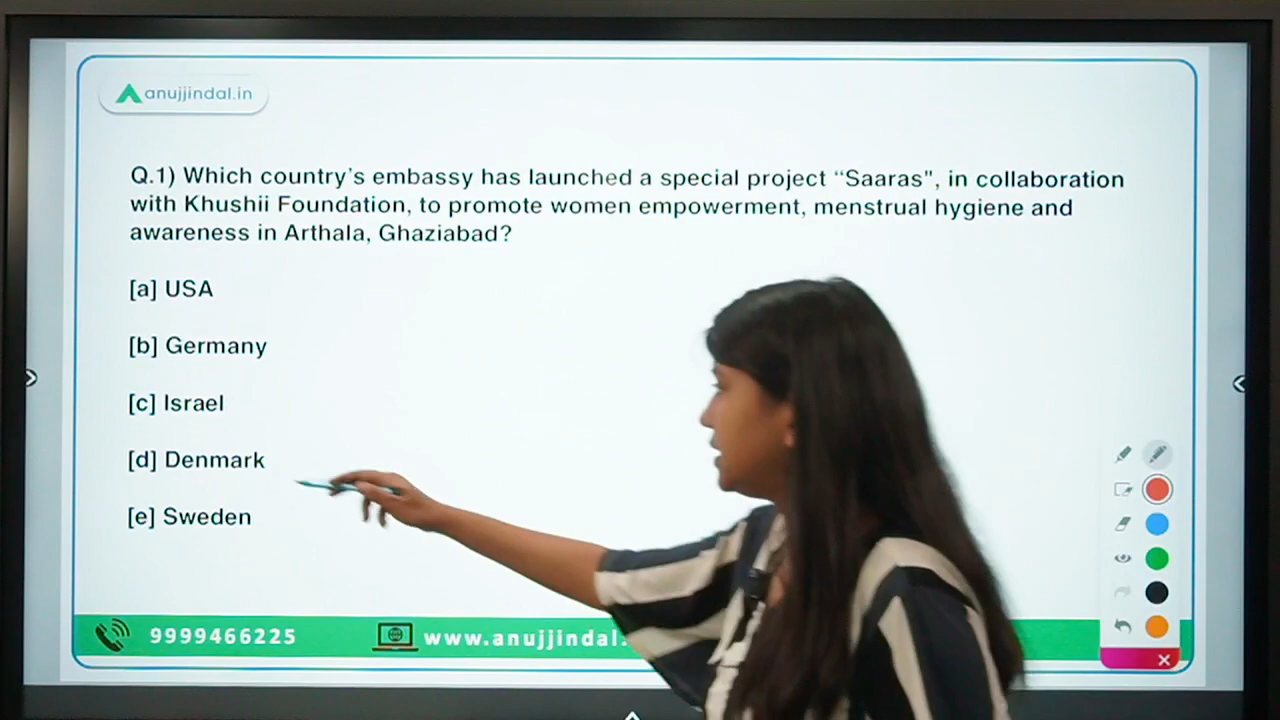 anujjindal.in
Q.1) Which country's embassy has launched a special project “Saaras", in collaboration
with Khushii Foundation, to promote women empowerment, menstrual hygiene and
awareness in Arthala, Ghaziabad?
[a] USA
[b] Germany
[c] Israel
[d] Denmark
[e] Sweden
9999466225 www.anujjindal.